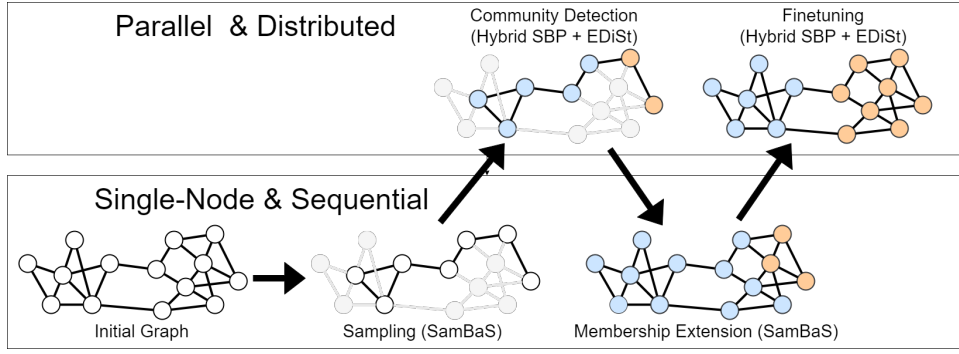 Parallel & Distributed
Community Detection
(Hybrid SBP + EDiSt)
Finetuning
(Hybrid SBP + EDiSt)
Single-Node & Sequential
Initial Graph
Sampling (SamBaS)
Membership Extension (SamBaS)